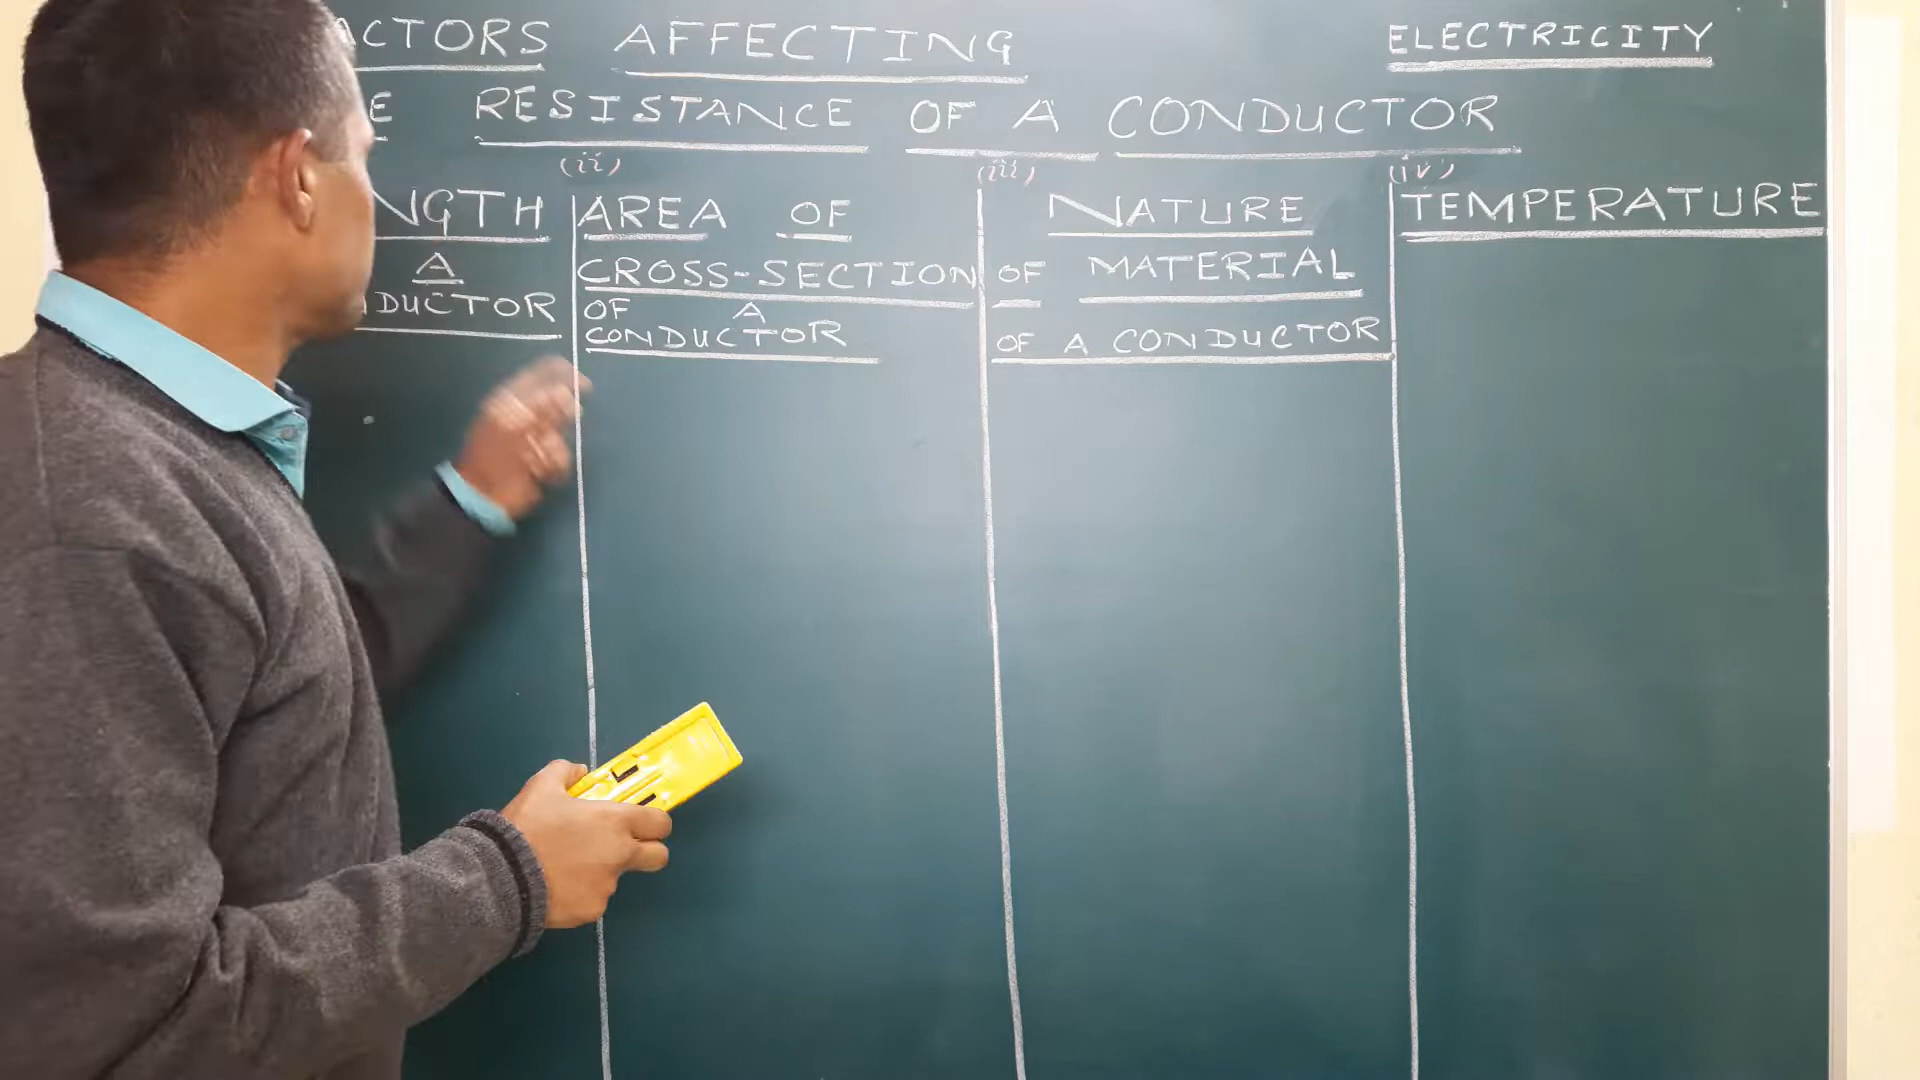 ACTORS AFFECTING
ELECTRICITY
E RESISTANCE OF A CONDUCTOR
(ii) (iii) (iv)
NGTH
A
DUCTOR
AREA OF
CROSS-SECTION
OF A
CONDUCTOR
NATURE
OF MATERIAL
OF A CONDUCTOR
TEMPERATURE